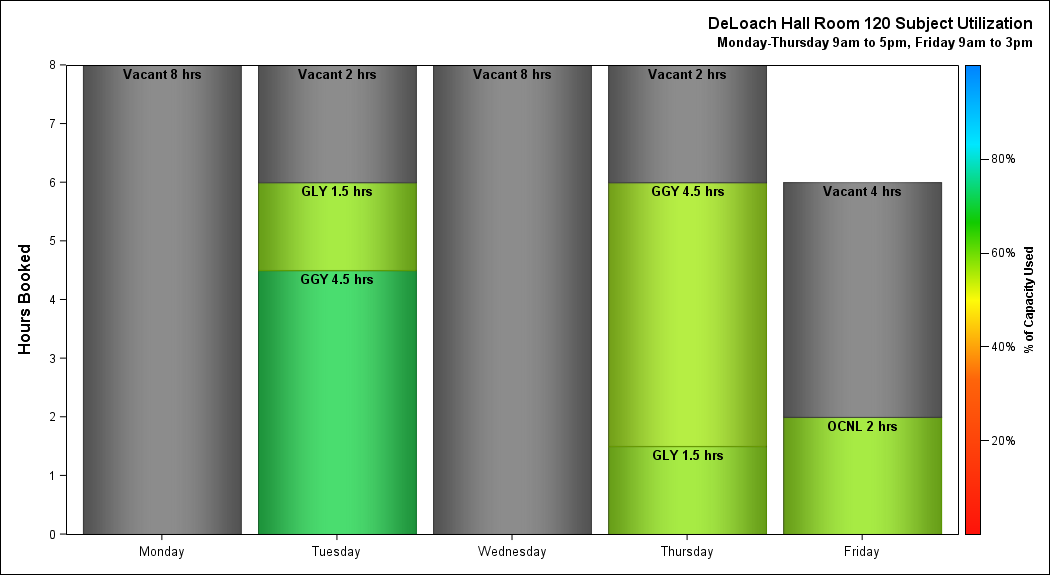 DeLoach Hall Room 120 Subject Utilization
Monday-Thursday 9am to 5pm, Friday 9am to 3pm
Hours Booked
8
7
6
5
4
3
2
1
0
Vacant 8 hrs
Vacant 2 hrs
GLY 1.5 hrs
GGY 4.5 hrs
Vacant 8 hrs
Vacant 2 hrs
GGY 4.5 hrs
GLY 1.5 hrs
Vacant 4 hrs
OCNL 2 hrs
Monday
Tuesday
Wednesday
Thursday
Friday
80%
60%
40%
20%
% of Capacity Used